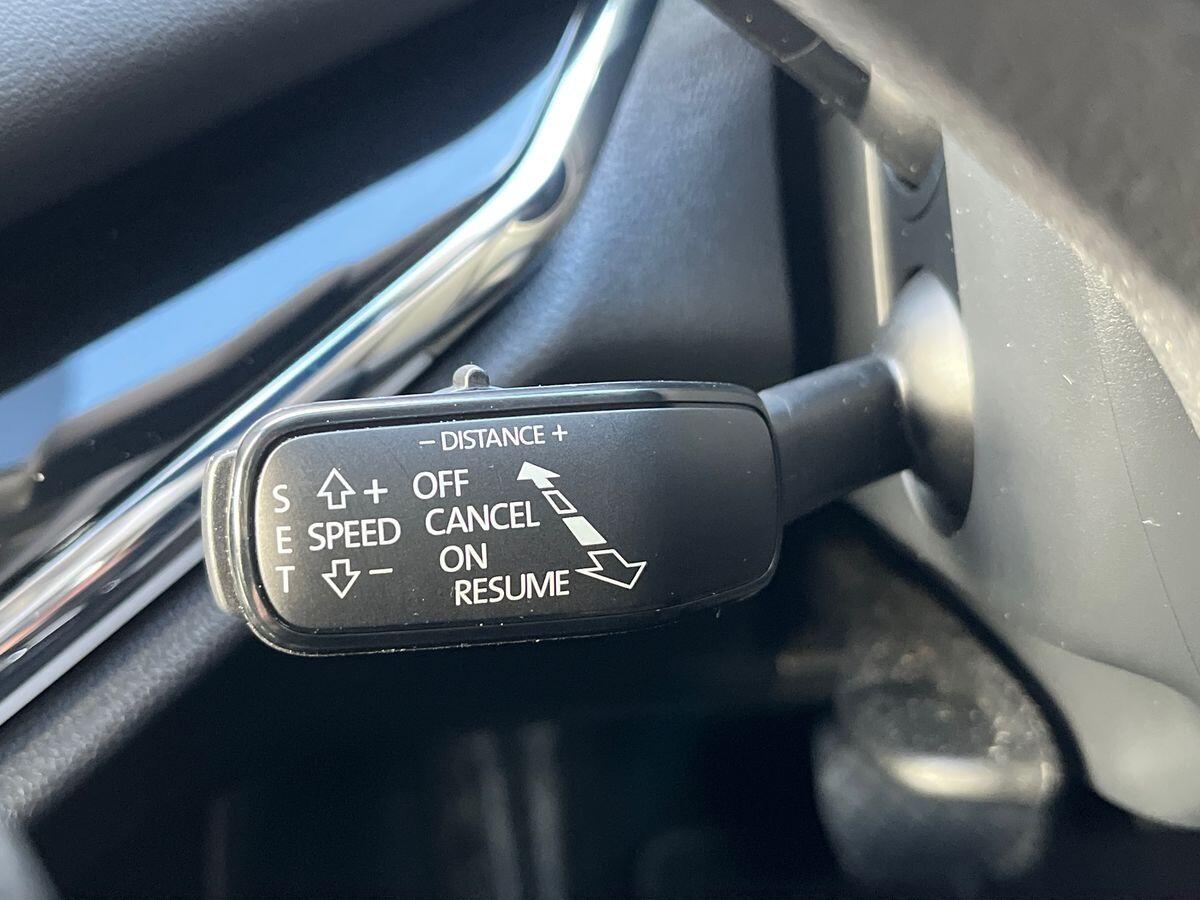 − DISTANCE +
S + OFF
E SPEED CANCEL
T − ON
RESUME